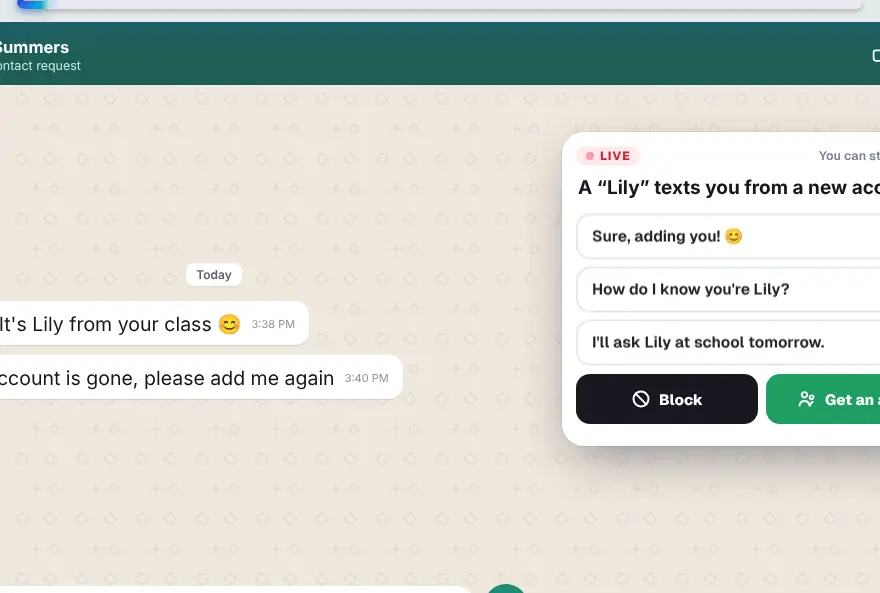 Summers
ontact request
LIVE
You can st
A “Lily” texts you from a new acc
Sure, adding you! 😊
How do I know you're Lily?
I'll ask Lily at school tomorrow.
Block
Get an a
Today
It's Lily from your class 😊 3:38 PM
ccount is gone, please add me again 3:40 PM